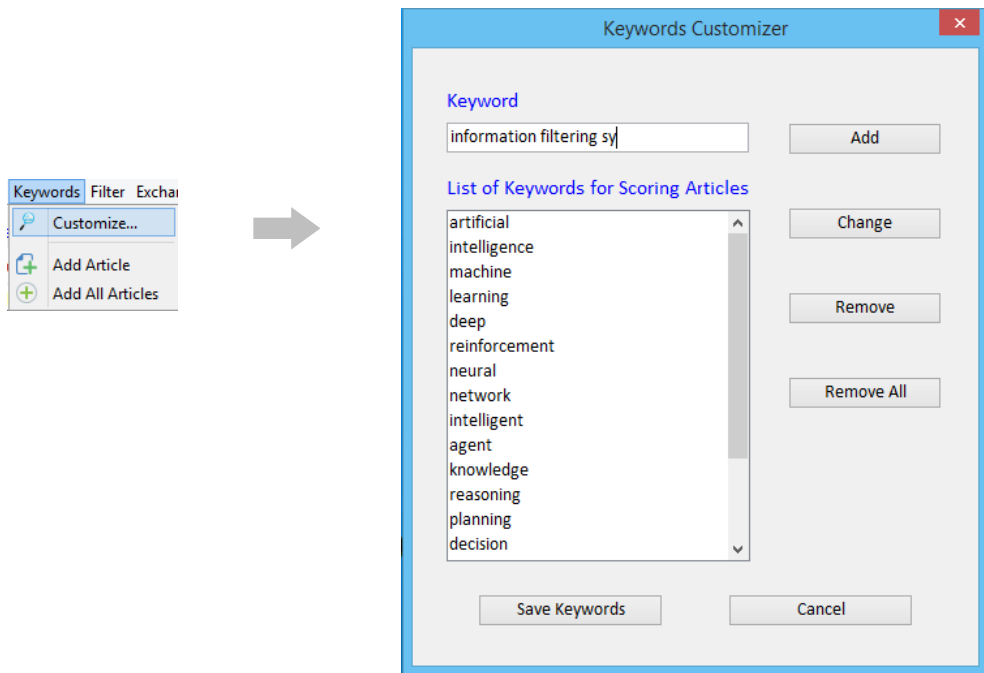 Keywords Filter Exchar
Customize...
Add Article
Add All Articles
Keywords Customizer
Keyword
information filtering sy
Add
List of Keywords for Scoring Articles
artificial
intelligence
machine
learning
deep
reinforcement
neural
network
intelligent
agent
knowledge
reasoning
planning
decision
Change
Remove
Remove All
Save Keywords
Cancel